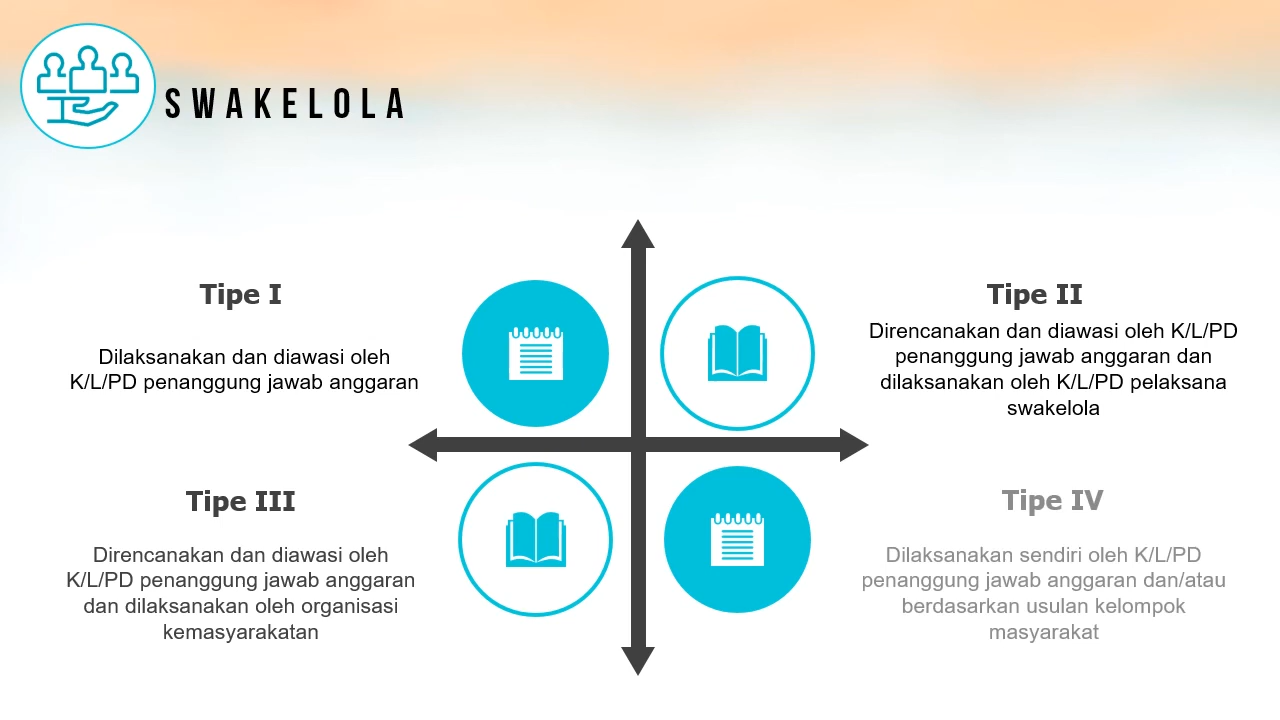 SWAKELOLA
Tipe I
Dilaksanakan dan diawasi oleh
K/L/PD penanggung jawab anggaran
Tipe II
Direncanakan dan diawasi oleh K/L/PD
penanggung jawab anggaran dan
dilaksanakan oleh K/L/PD pelaksana
swakelola
Tipe III
Direncanakan dan diawasi oleh
K/L/PD penanggung jawab anggaran
dan dilaksanakan oleh organisasi
kemasyarakatan
Tipe IV
Dilaksanakan sendiri oleh K/L/PD
penanggung jawab anggaran dan/atau
berdasarkan usulan kelompok
masyarakat